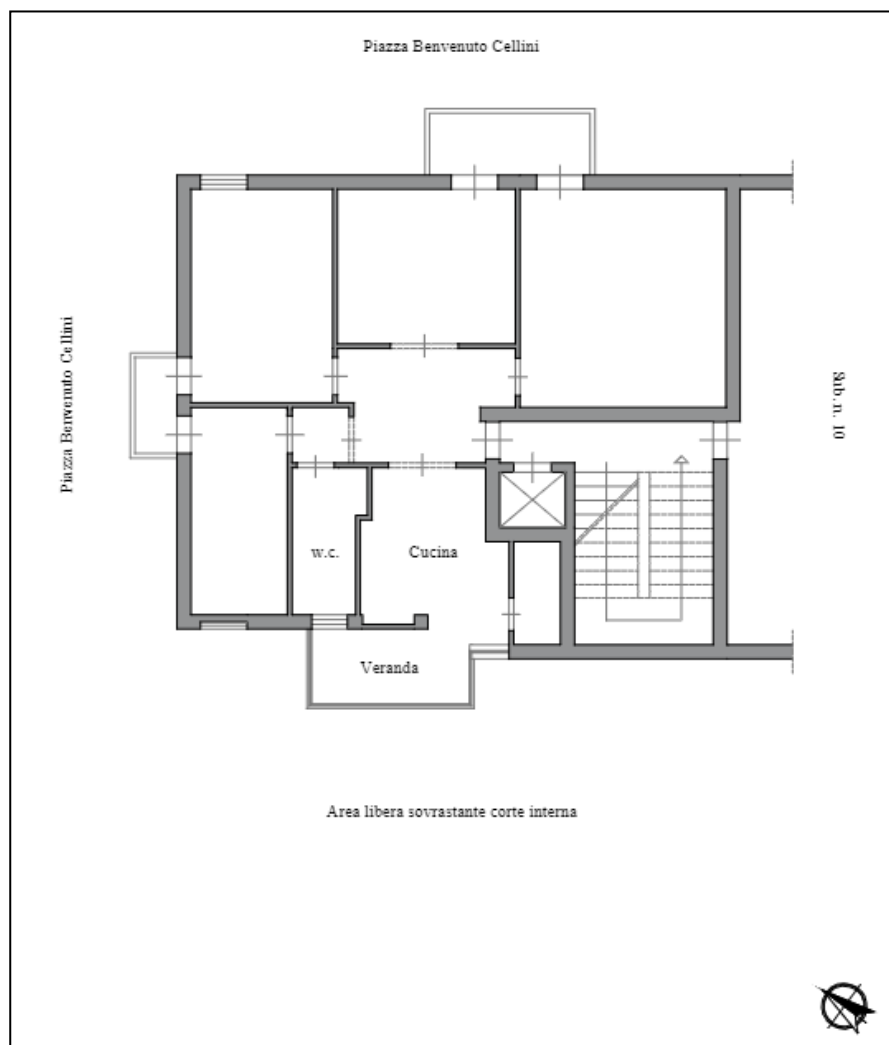 Piazza Benvenuto Cellini
Piazza Benvenuto Cellini
Sub. n. 10
w.c.
Cucina
Veranda
Area libera sovrastante corte interna